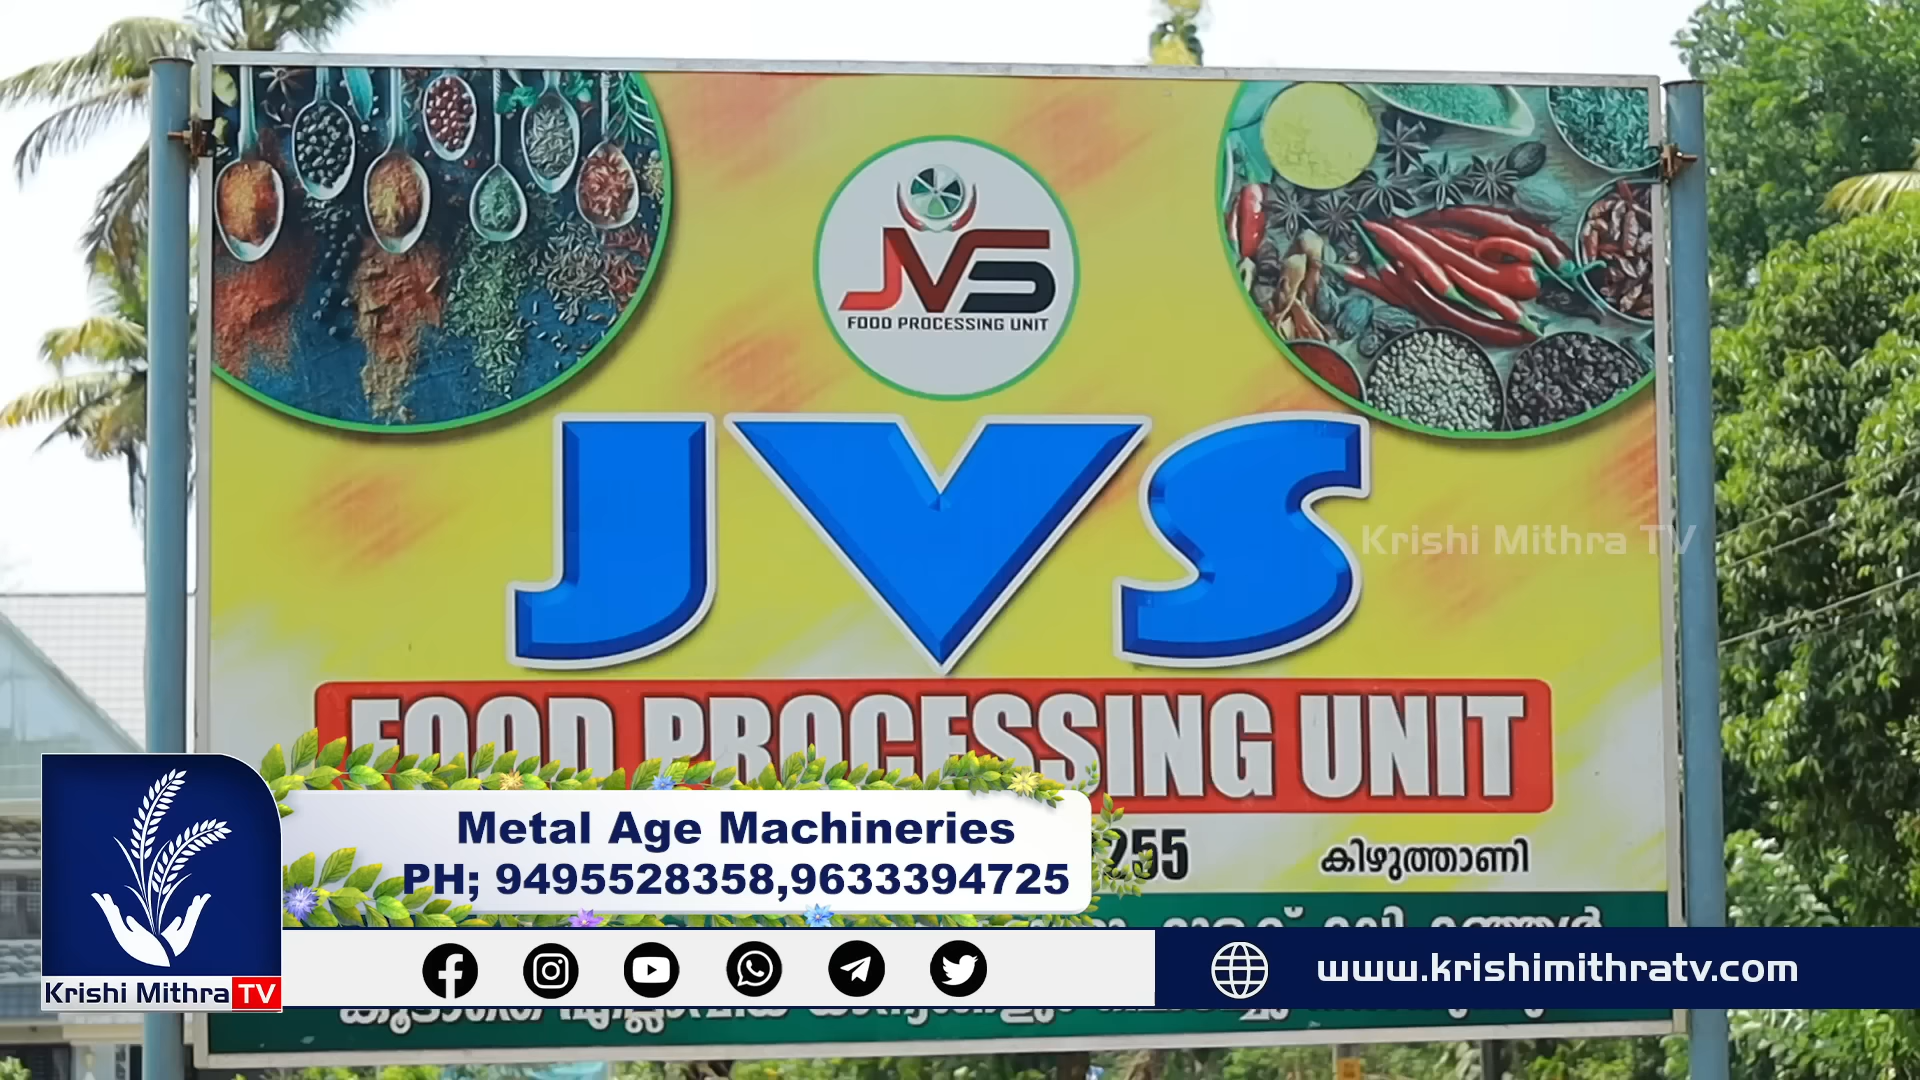 JVS
FOOD PROCESSING UNIT
JVS
Krishi Mithra TV
FOOD PROCESSING UNIT
Metal Age Machineries
PH; 9495528358,9633394725
255
കിഴുത്താണി
Krishi Mithra TV
www.krishimithratv.com